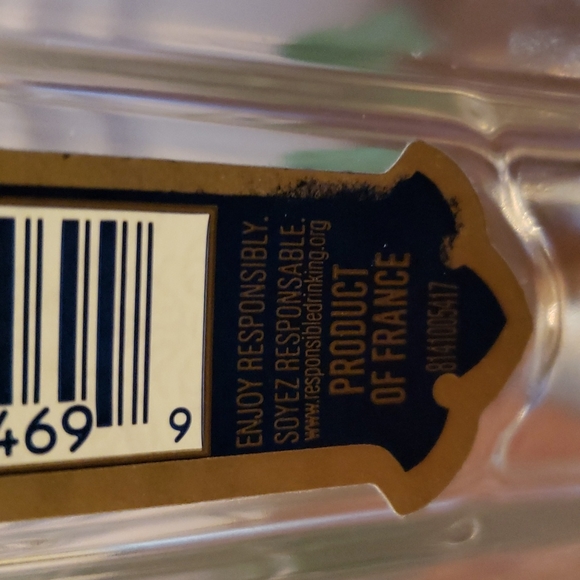 ENJOY RESPONSIBLY.
SOYEZ RESPONSABLE.
www.responsibledrinking.org
PRODUCT
OF FRANCE
8141005417
469 9